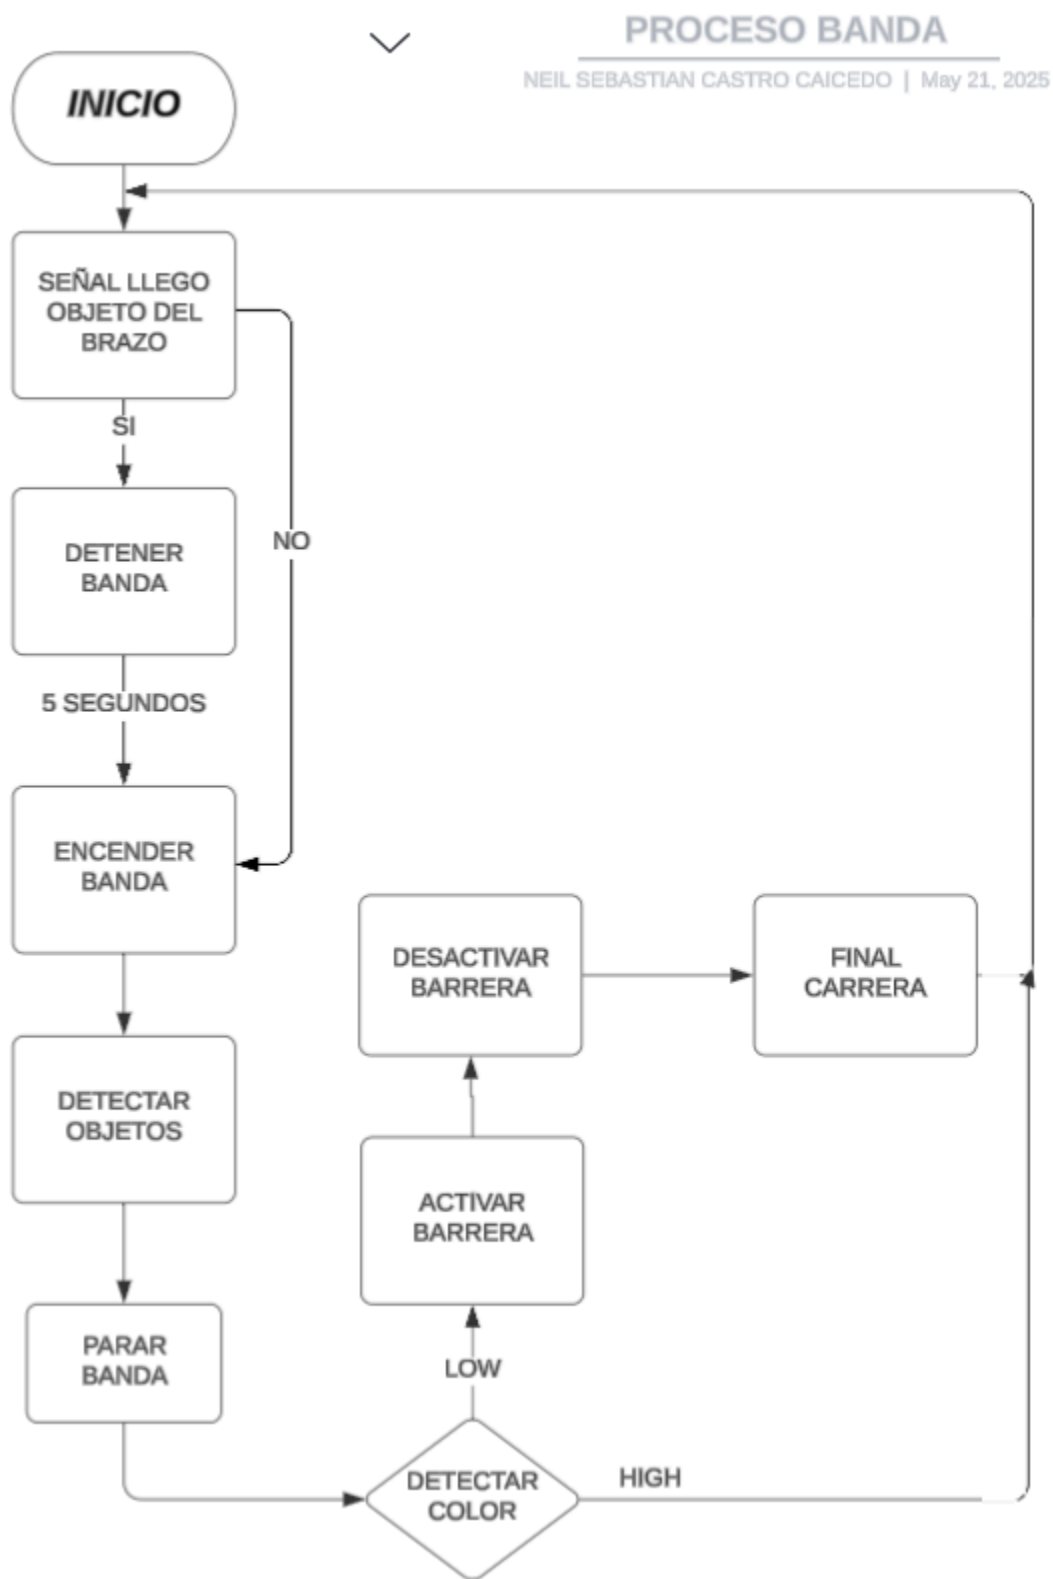 PROCESO BANDA
NEIL SEBASTIAN CASTRO CAICEDO | May 21, 2025
INICIO
SEÑAL LLEGO
OBJETO DEL
BRAZO
SI
NO
DETENER
BANDA
5 SEGUNDOS
ENCENDER
BANDA
DETECTAR
OBJETOS
PARAR
BANDA
DETECTAR
COLOR
LOW
HIGH
ACTIVAR
BARRERA
DESACTIVAR
BARRERA
FINAL
CARRERA